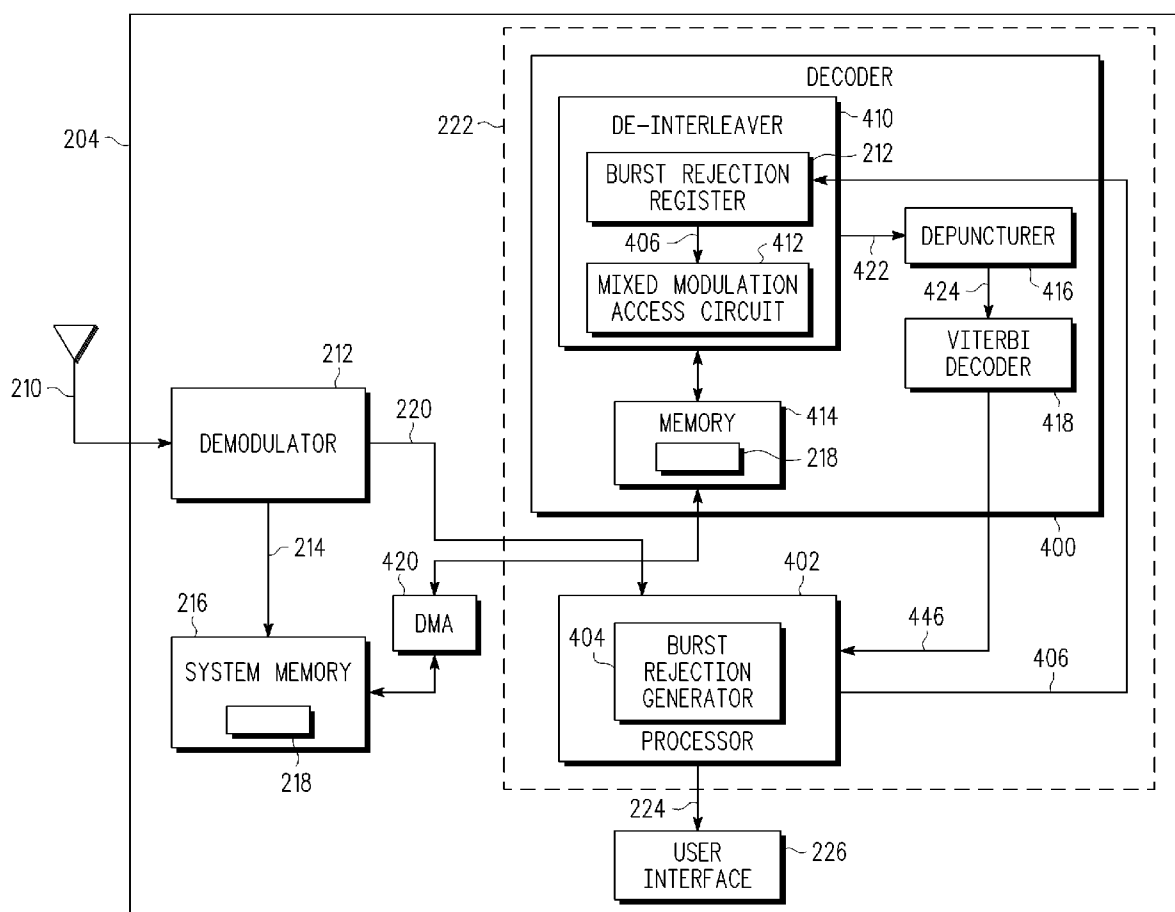 DECODER
DE-INTERLEAVER
410
222
204
212
BURST REJECTION
REGISTER
406
412
DEPUNCTURER
422
MIXED MODULATION
ACCESS CIRCUIT
424
416
VITERBI
DECODER
212
210
220
MEMORY
414
418
DEMODULATOR
218
214
400
420
402
216
DMA
404
BURST
REJECTION
GENERATOR
446
406
SYSTEM MEMORY
PROCESSOR
218
224
USER
INTERFACE
226